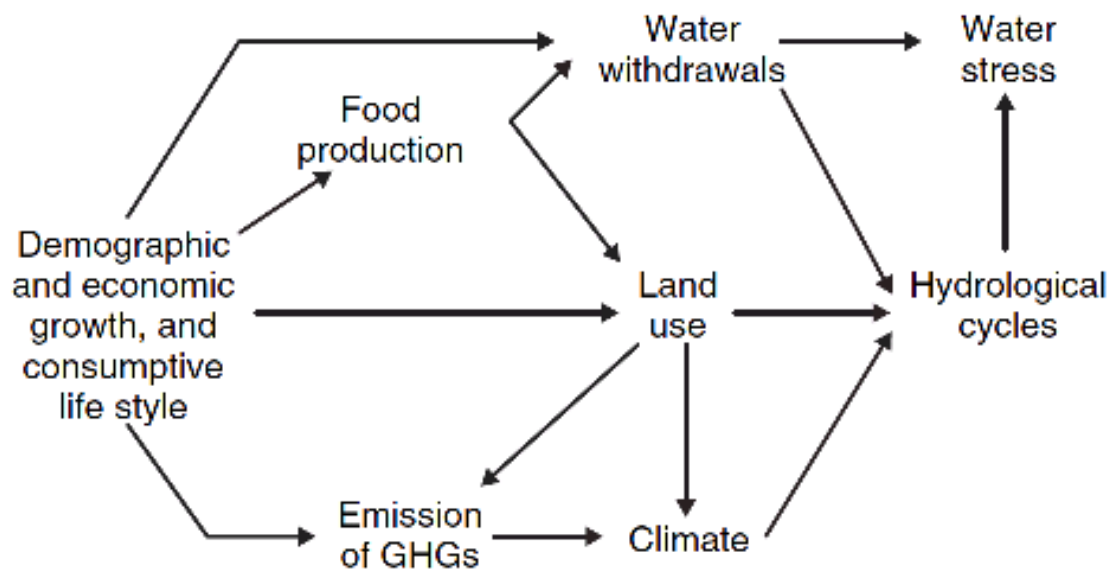 Water
withdrawals
Water
stress
Food
production
Demographic
and economic
growth, and
consumptive
life style
Land
use
Hydrological
cycles
Emission
of GHGs
Climate